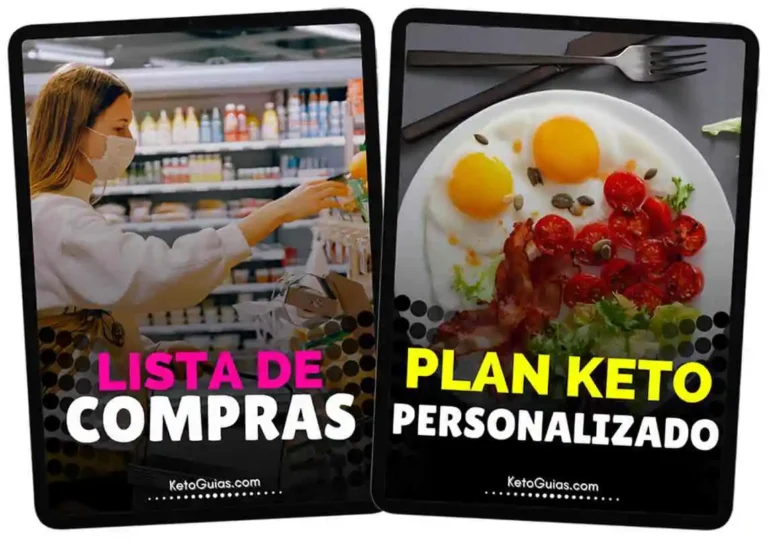 LISTA DE
COMPRAS
KetoGuias.com
PLAN KETO
PERSONALIZADO
KetoGuias.com